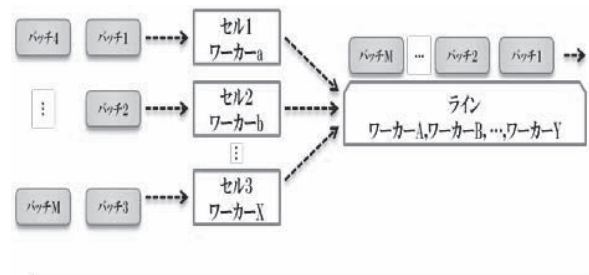 バッチ4
バッチ1
セル1
ワーカーa
バッチM
…
バッチ2
バッチ1
⋮
バッチ2
セル2
ワーカーb
ライン
ワーカーA,ワーカーB, …,ワーカーY
⋮
バッチM
バッチ3
セル3
ワーカーX